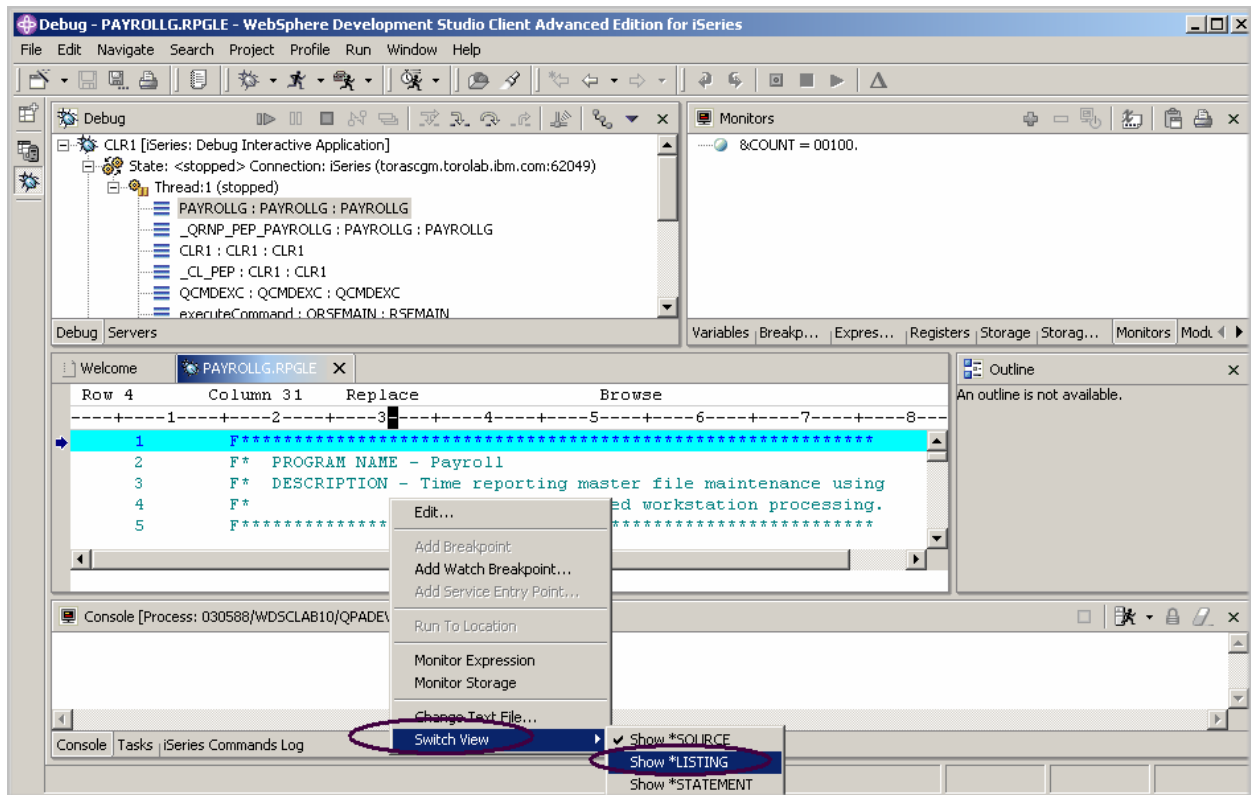 Debug - PAYROLLG.RPGLE - WebSphere Development Studio Client Advanced Edition for iSeries
File Edit Navigate Search Project Profile Run Window Help
Debug
CLR1 [iSeries: Debug Interactive Application]
State: <stopped> Connection: iSeries (torascgm.torolab.ibm.com:62049)
Thread:1 (stopped)
PAYROLLG : PAYROLLG : PAYROLLG
_QRNP_PEP_PAYROLLG : PAYROLLG : PAYROLLG
CLR1 : CLR1 : CLR1
_CL_PEP : CLR1 : CLR1
QCMDEXC : QCMDEXC : QCMDEXC
executeCommand : QRSEMAIN : RSEMAIN
Debug Servers
Monitors
&COUNT = 00100.
Variables Breakp... Expres... Registers Storage Storag... Monitors
Welcome PAYROLLG.RPGLE
Row 4 Column 31 Replace Browse
----+----1----+----2----+----3----+----4----+----5----+----6----+----7----+----8---
1 F************************************************************
2 F* PROGRAM NAME - Payroll
3 F* DESCRIPTION - Time reporting master file maintenance using
4 F* ed workstation processing.
5 F************************************************************
Outline
An outline is not available.
Edit...
Add Breakpoint
Add Watch Breakpoint...
Add Service Entry Point...
Run To Location
Monitor Expression
Monitor Storage
Change Text File...
Switch View
Show *SOURCE
Show *LISTING
Show *STATEMENT
Console [Process: 030588/WDSCLAB10/QPADEV
Console Tasks iSeries Commands Log